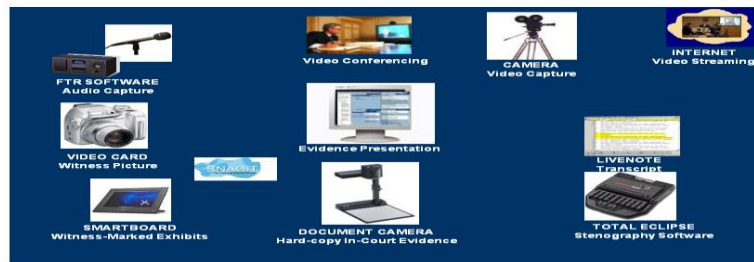 FTR SOFTWARE
Audio Capture
Video Conferencing
CAMERA
Video Capture
INTERNET
Video Streaming
VIDEO CARD
Witness Picture
SNAGIT
Evidence Presentation
LIVENOTE
Transcript
SMARTBOARD
Witness-Marked Exhibits
DOCUMENT CAMERA
Hard-copy In-Court Evidence
TOTAL ECLIPSE
Stenography Software